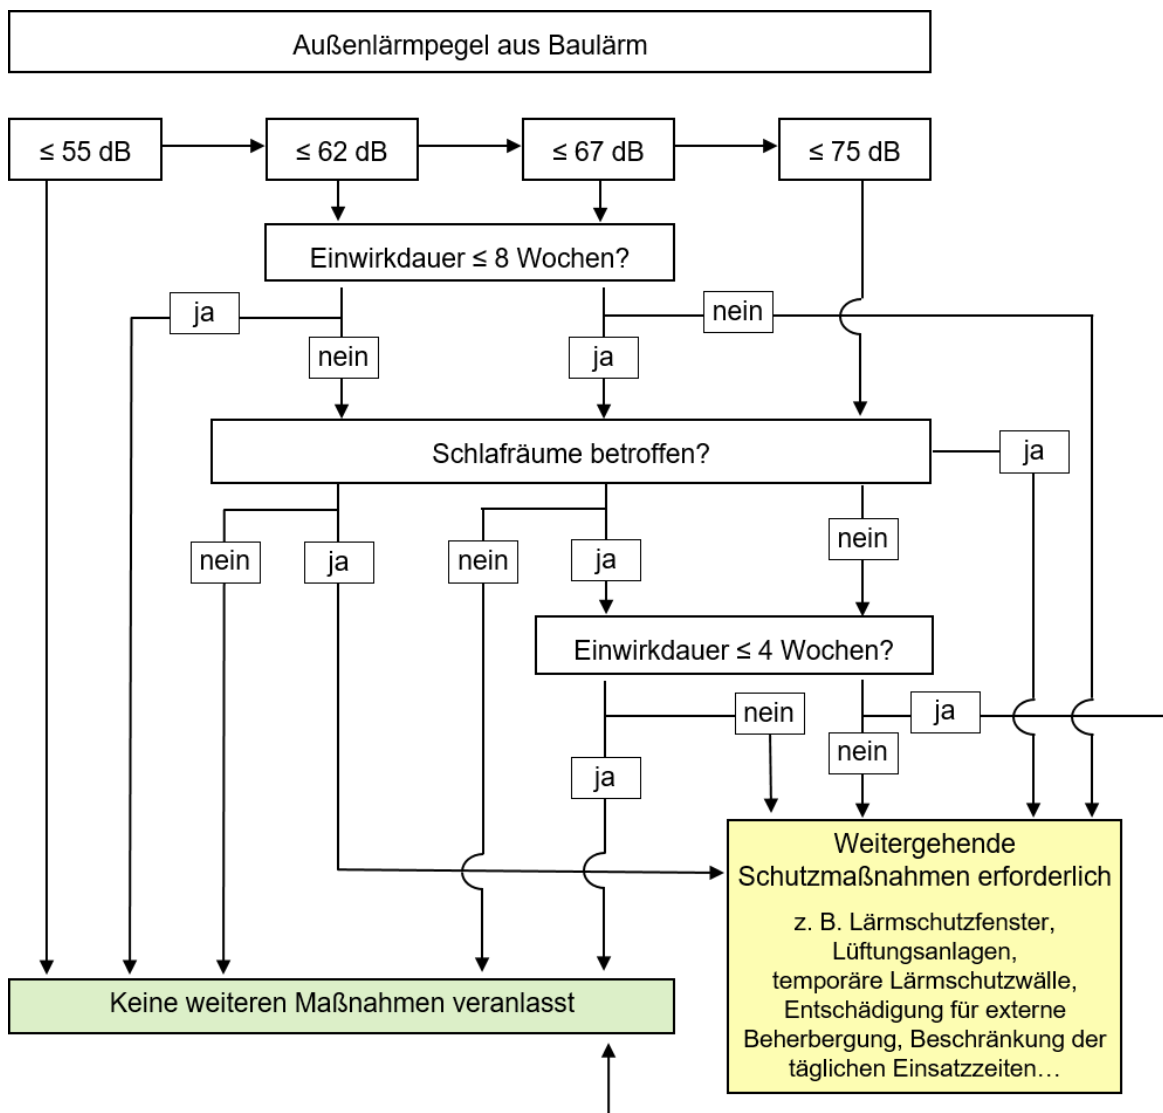 Außenlärmpegel aus Baulärm
≤ 55 dB
≤ 62 dB
≤ 67 dB
≤ 75 dB
Einwirkdauer ≤ 8 Wochen?
ja
nein
nein
ja
Schlafräume betroffen?
ja
nein
ja
nein
ja
nein
Einwirkdauer ≤ 4 Wochen?
nein
ja
ja
nein
Weitergehende
Schutzmaßnahmen erforderlich
z. B. Lärmschutzfenster,
Lüftungsanlagen,
temporäre Lärmschutzwälle,
Entschädigung für externe
Beherbergung, Beschränkung der
täglichen Einsatzzeiten…
Keine weiteren Maßnahmen veranlasst